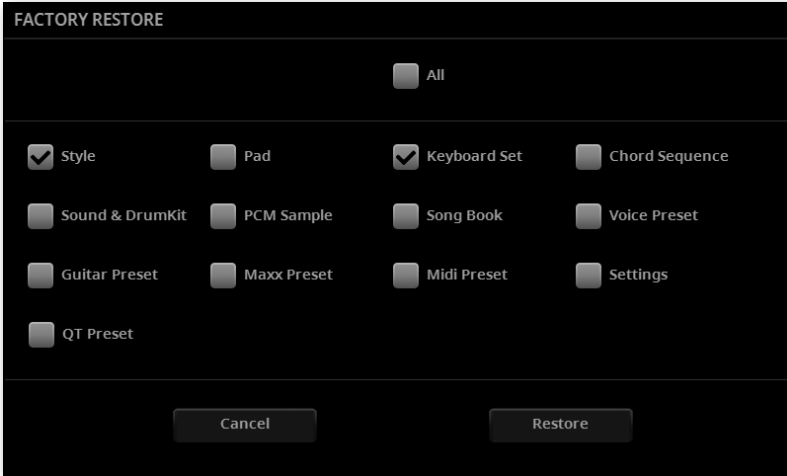 FACTORY RESTORE
All
Style Pad Keyboard Set Chord Sequence
Sound & DrumKit PCM Sample Song Book Voice Preset
Guitar Preset Maxx Preset Midi Preset Settings
QT Preset
Cancel Restore